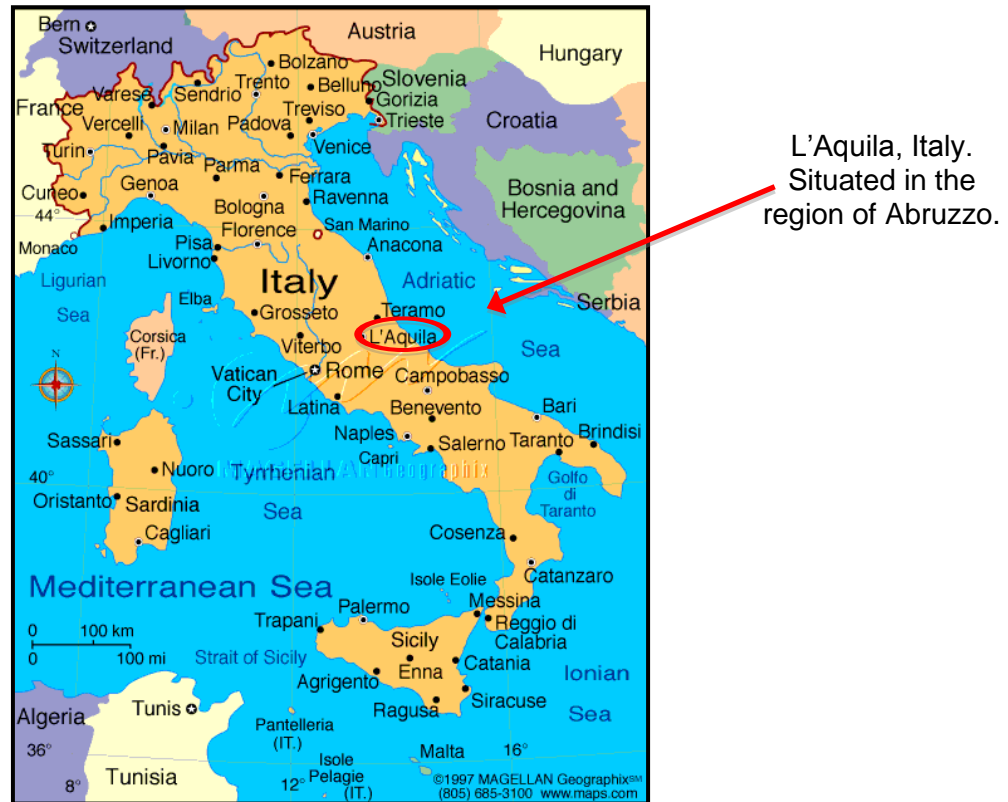 Bern
Switzerland
Austria
Hungary
Bolzano
Slovenia
Trento
Belluno
Sendrio
Gorizia
France
Varese
Treviso
Trieste
Vercelli
Milan
Padova
Croatia
Turin
Pavia
Venice
Parma
Ferrara
Cuneo
Genoa
Bologna
Ravenna
Bosnia and
Hercegovina
44°
Imperia
Florence
San Marino
Monaco
Pisa
Anacona
Livorno
Ligurian
Sea
Italy
Adriatic
Sea
Elba
Serbia
Grosseto
Teramo
Corsica
(Fr.)
L'Aquila
Viterbo
N
Vatican
City
Rome
Campobasso
Latina
Benevento
Bari
Sassari
Naples
Capri
Salerno
Taranto
Brindisi
Nuoro
Tyrrhenian
Sea
40°
Golfo
di
Taranto
Oristanto
Sardinia
Cagliari
Cosenza
Mediterranean Sea
Isole Eolie
Catanzaro
Messina
Palermo
Reggio di
Calabria
Trapani
0 100 km
0 100 mi
Strait of Sicily
Sicily
Enna
Catania
Ionian
Sea
Agrigento
Siracuse
Ragusa
Algeria
Tunis
Pantelleria
(IT.)
36°
Malta
16°
Isole
Pelagie
(IT.)
8°
Tunisia
12°
©1997 MAGELLAN Geographix℠
(805) 685-3100 www.maps.com
L'Aquila, Italy.
Situated in the
region of Abruzzo.